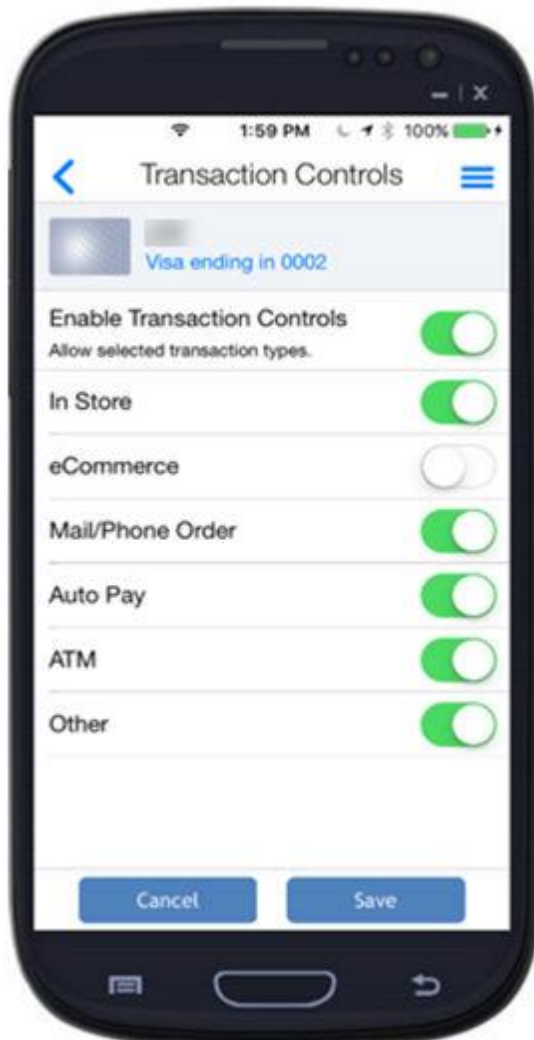 1:59 PM 100%
Transaction Controls
Visa ending in 0002
Enable Transaction Controls
Allow selected transaction types.
In Store
eCommerce
Mail/Phone Order
Auto Pay
ATM
Other
Cancel Save